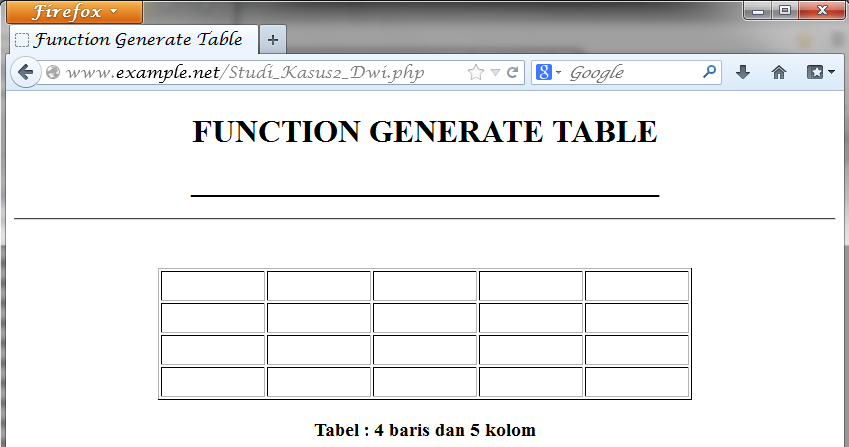 Firefox
Function Generate Table
www.example.net/Studi_Kasus2_Dwi.php
Google
FUNCTION GENERATE TABLE
Tabel : 4 baris dan 5 kolom